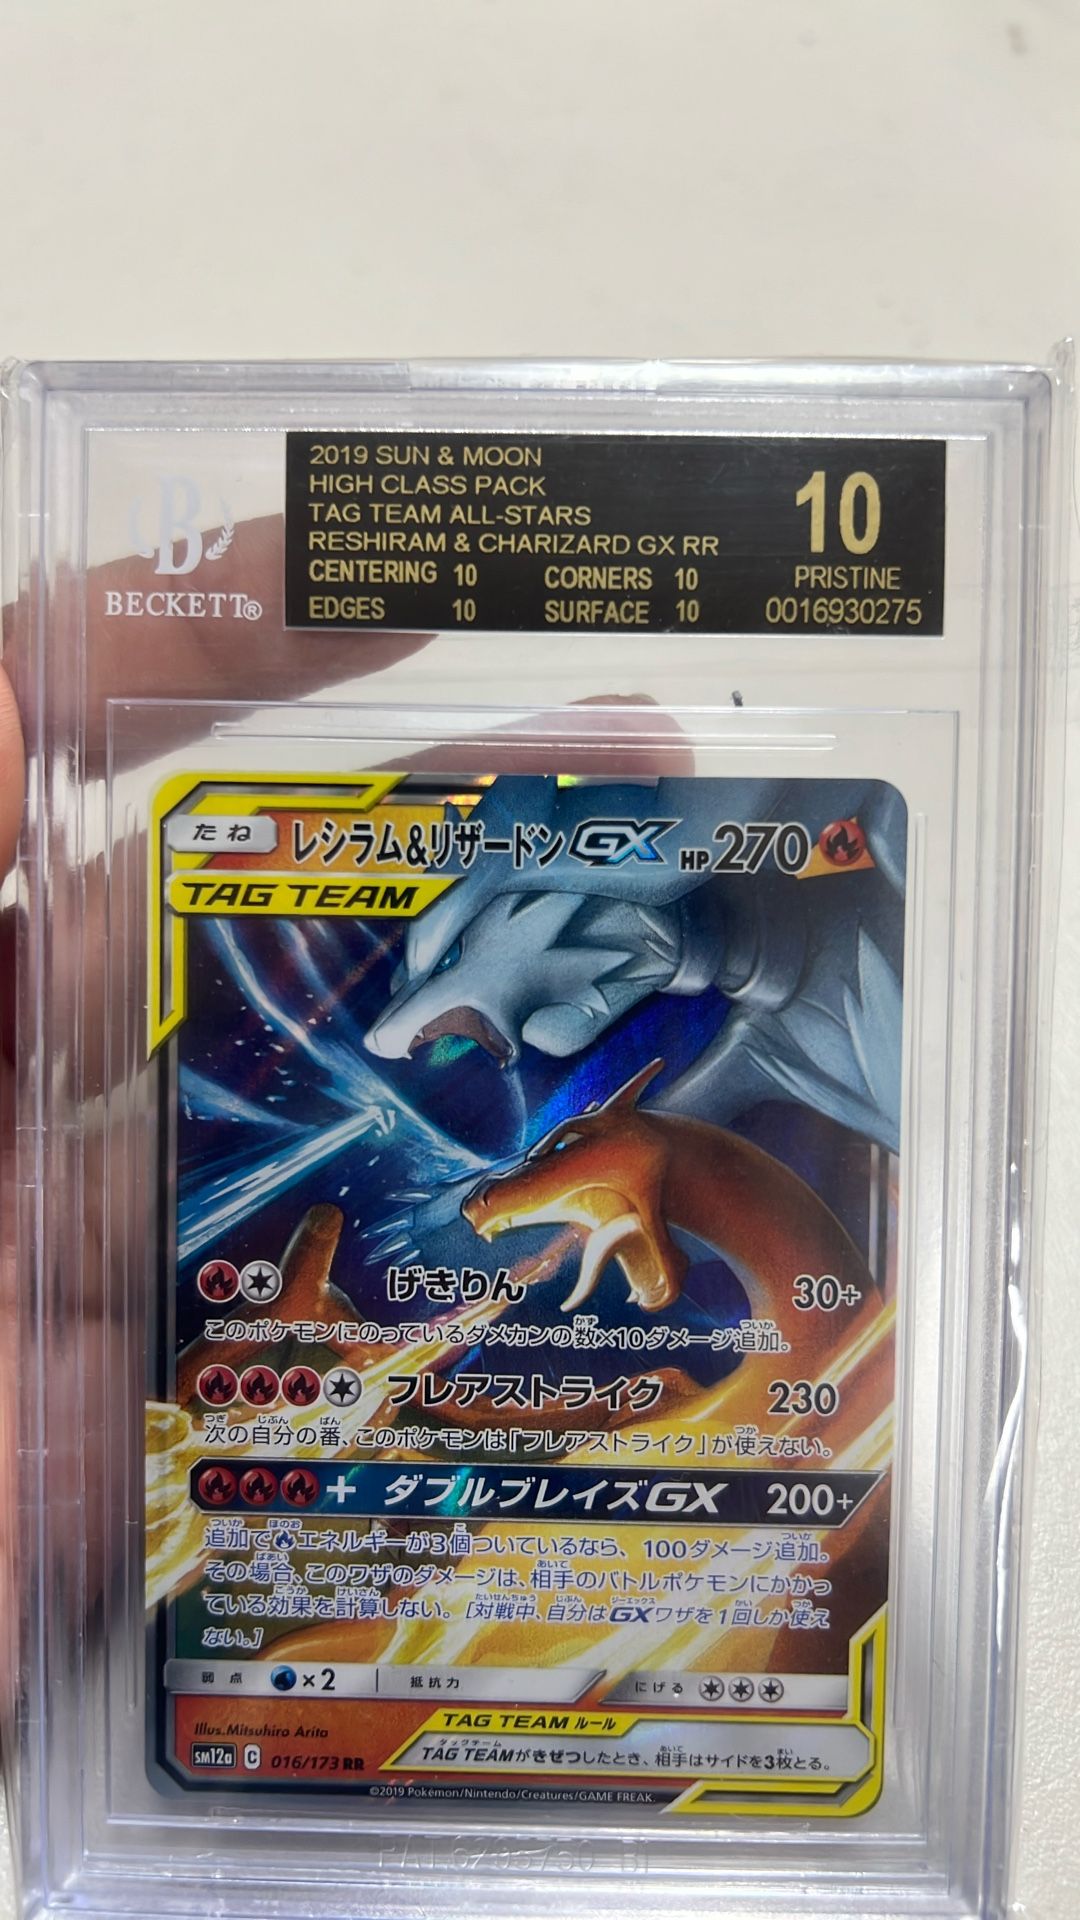 2019 SUN & MOON
HIGH CLASS PACK
TAG TEAM ALL-STARS
RESHIRAM & CHARIZARD GX RR
CENTERING 10 CORNERS 10
EDGES 10 SURFACE 10
10
PRISTINE
0016930275
B
BECKETT®
たね レシラム&リザードンGX HP270
TAG TEAM
げきりん 30+
このポケモンにのっているダメカンの数×10ダメージ追加。
フレアストライク 230
次の自分の番、このポケモンは「フレアストライク」が使えない。
+ ダブルブレイズGX 200+
追加で エネルギーが3個ついているなら、100ダメージ追加。
その場合、このワザのダメージは、相手のバトルポケモンにかかっ
ている効果を計算しない。[対戦中、自分はGXワザを1回しか使え
ない。]
弱点 ×2 抵抗力 にげる
Illus.Mitsuhiro Arita
TAG TEAM ルール
TAG TEAMがきぜつしたとき、相手はサイドを3枚とる。
SM12a C 016/173 RR
©2019 Pokémon/Nintendo/Creatures/GAME FREAK.